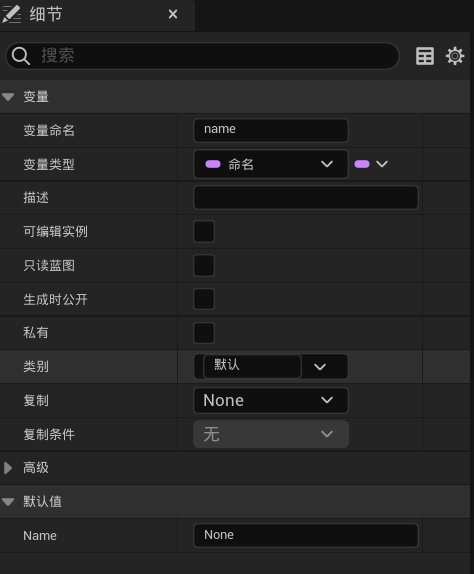 细节
搜索
变量
变量命名 name
变量类型 命名
描述
可编辑实例
只读蓝图
生成时公开
私有
类别 默认
复制 None
复制条件 无
高级
默认值
Name None